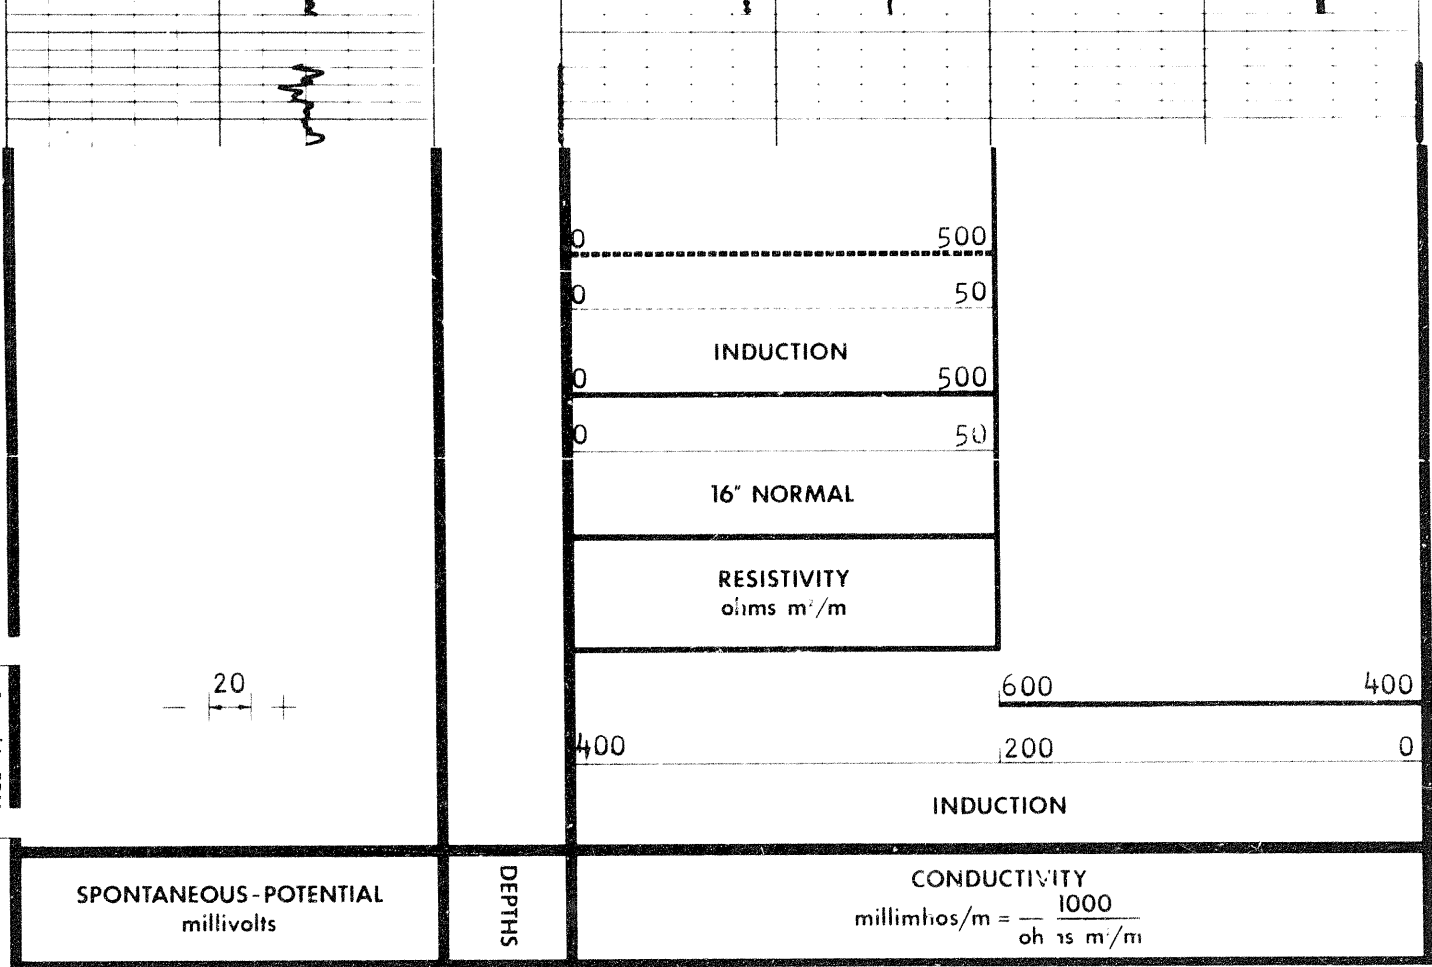 0 500
0 50
INDUCTION
0 500
0 50
16" NORMAL
RESISTIVITY
ohms m²/m
— 20 +
600 400
400 200 0
INDUCTION
SPONTANEOUS-POTENTIAL
millivolts
DEPTHS
CONDUCTIVITY
millimhos/m = 1000
ohms m²/m